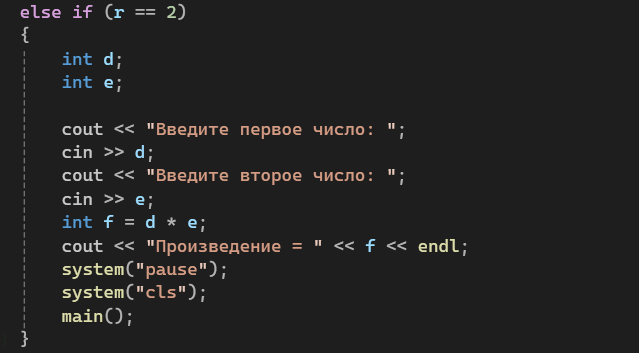 else if (r == 2)
{
int d;
int e;
cout << "Введите первое число: ";
cin >> d;
cout << "Введите второе число: ";
cin >> e;
int f = d * e;
cout << "Произведение = " << f << endl;
system("pause");
system("cls");
main();
}